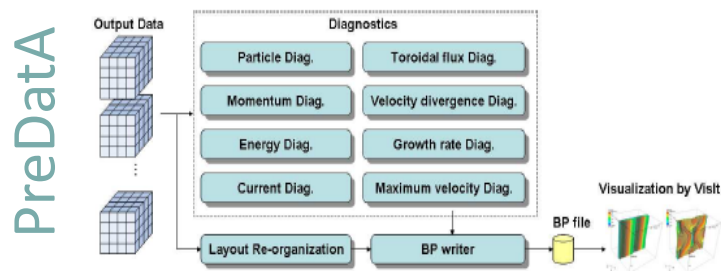 PreDatA
Output Data
Diagnostics
Particle Diag.
Toroidal flux Diag.
Momentum Diag.
Velocity divergence Diag.
Energy Diag.
Growth rate Diag.
Current Diag.
Maximum velocity Diag.
Visualization by VisIt
BP file
Layout Re-organization
BP writer